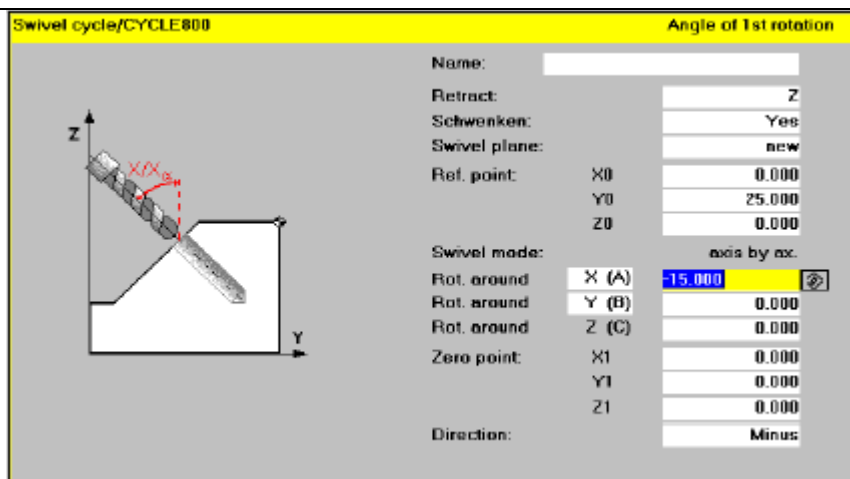 Swivel cycle/CYCLE800 Angle of 1st rotation
Name:
Retract: Z
Schwenken: Yes
Swivel plane: new
Ref. point: X0 0.000
Y0 25.000
Z0 0.000
Swivel mode: axis by ax.
Rot. around X (A) -15.000
Rot. around Y (B) 0.000
Rot. around Z (C) 0.000
Zero point: X1 0.000
Y1 0.000
Z1 0.000
Direction: Minus
Z
X/Xα
Y